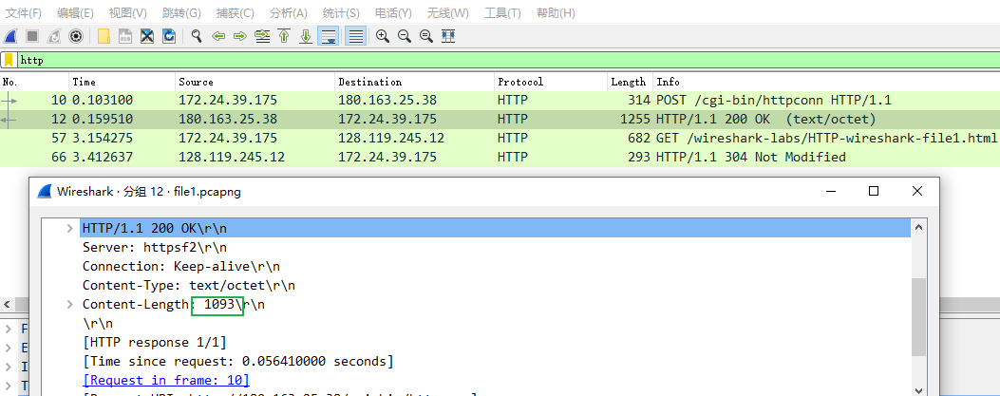 文件(F) 编辑(E) 视图(V) 跳转(G) 捕获(C) 分析(A) 统计(S) 电话(Y) 无线(W) 工具(T) 帮助(H)
http
No. Time Source Destination Protocol Length Info
10 0.103100 172.24.39.175 180.163.25.38 HTTP 314 POST /cgi-bin/httpconn HTTP/1.1
12 0.159510 180.163.25.38 172.24.39.175 HTTP 1255 HTTP/1.1 200 OK (text/octet)
57 3.154275 172.24.39.175 128.119.245.12 HTTP 682 GET /wireshark-labs/HTTP-wireshark-file1.html
66 3.412637 128.119.245.12 172.24.39.175 HTTP 293 HTTP/1.1 304 Not Modified
Wireshark · 分组 12 · file1.pcapng
HTTP/1.1 200 OK\r\n
Server: httpsf2\r\n
Connection: Keep-alive\r\n
Content-Type: text/octet\r\n
Content-Length: 1093\r\n
\r\n
[HTTP response 1/1]
[Time since request: 0.056410000 seconds]
[Request in frame: 10]
F
E
I
T